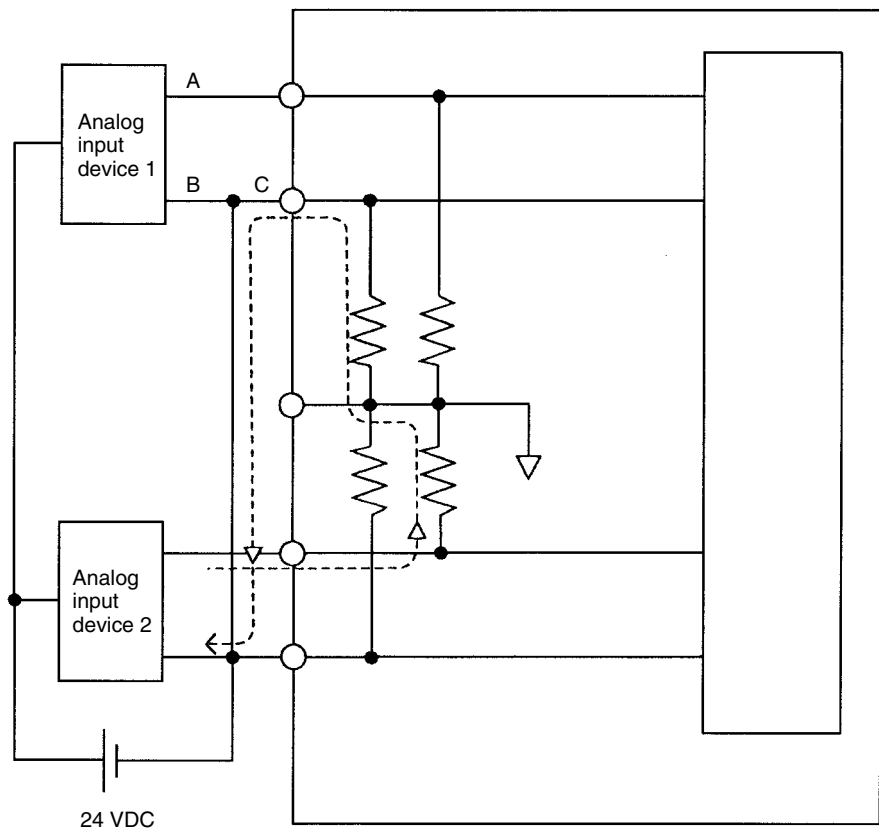 A
Analog
input
device 1
B
C
Analog
input
device 2
24 VDC